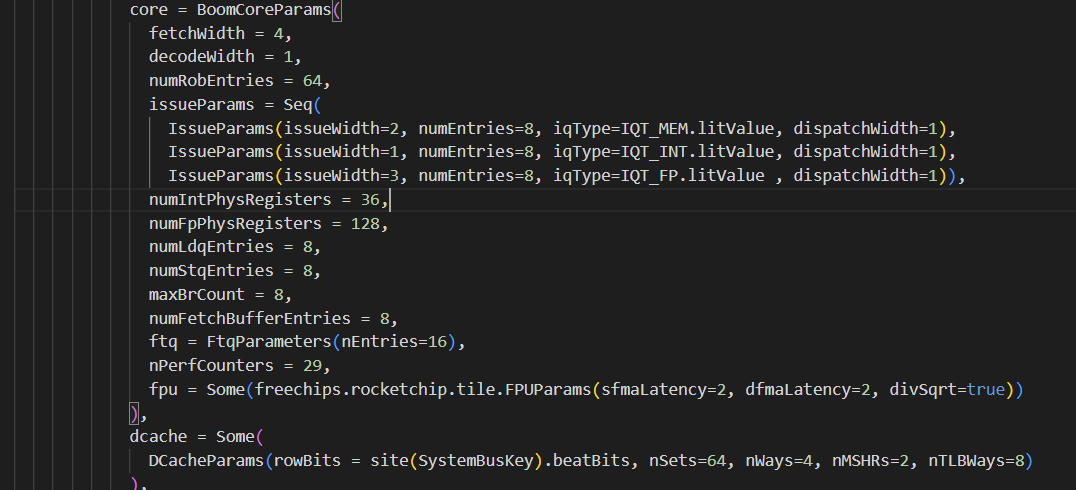 core = BoomCoreParams(
fetchWidth = 4,
decodeWidth = 1,
numRobEntries = 64,
issueParams = Seq(
IssueParams(issueWidth=2, numEntries=8, iqType=IQT_MEM.litValue, dispatchWidth=1),
IssueParams(issueWidth=1, numEntries=8, iqType=IQT_INT.litValue, dispatchWidth=1),
IssueParams(issueWidth=3, numEntries=8, iqType=IQT_FP.litValue , dispatchWidth=1)),
numIntPhysRegisters = 36,
numFpPhysRegisters = 128,
numLdqEntries = 8,
numStqEntries = 8,
maxBrCount = 8,
numFetchBufferEntries = 8,
ftq = FtqParameters(nEntries=16),
nPerfCounters = 29,
fpu = Some(freechips.rocketchip.tile.FPUParams(sfmaLatency=2, dfmaLatency=2, divSqrt=true))
),
dcache = Some(
DCacheParams(rowBits = site(SystemBusKey).beatBits, nSets=64, nWays=4, nMSHRs=2, nTLBWays=8)
),